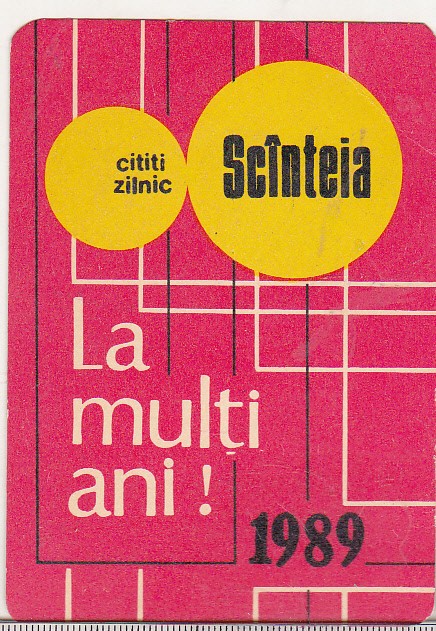 cititi
zilnic
Scînteia
La
mulți
ani !
1989